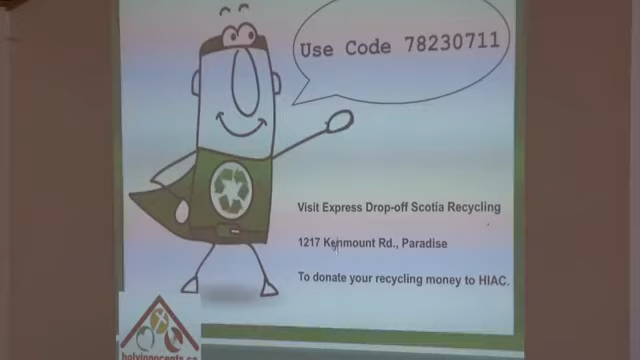 Use Code 78230711
Visit Express Drop-off Scotia Recycling
1217 Kenmount Rd., Paradise
To donate your recycling money to HIAC.
holyinnocents.ca